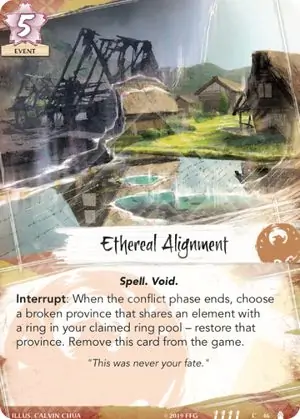 5
EVENT
Ethereal Alignment
Spell. Void.
Interrupt: When the conflict phase ends, choose
a broken province that shares an element with
a ring in your claimed ring pool – restore that
province. Remove this card from the game.
"This was never your fate."
ILLUS. CALVIN CHUA
©2019 FFG